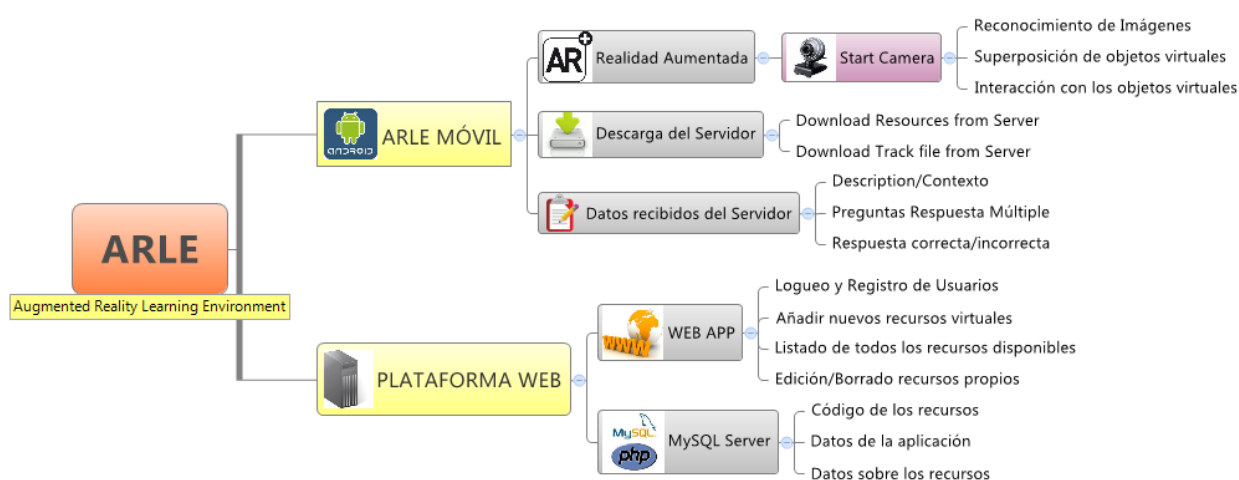 ARLE
Augmented Reality Learning Environment
ANDROID
ARLE MÓVIL
AR
Realidad Aumentada
Start Camera
Reconocimiento de Imágenes
Superposición de objetos virtuales
Interacción con los objetos virtuales
Descarga del Servidor
Download Resources from Server
Download Track file from Server
Datos recibidos del Servidor
Description/Contexto
Preguntas Respuesta Múltiple
Respuesta correcta/incorrecta
PLATAFORMA WEB
WWW
WEB APP
Logueo y Registro de Usuarios
Añadir nuevos recursos virtuales
Listado de todos los recursos disponibles
Edición/Borrado recursos propios
MySQL
php
MySQL Server
Código de los recursos
Datos de la aplicación
Datos sobre los recursos